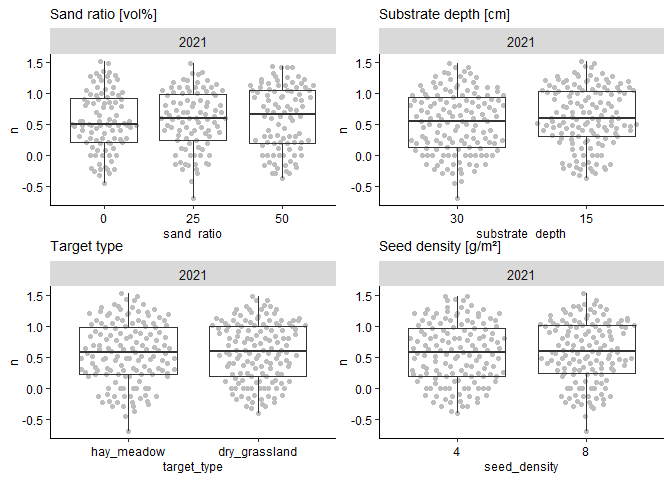 Sand ratio [vol%]
2021
1.5
1.0
0.5
0.0
-0.5
n
0
25
50
sand_ratio
Substrate depth [cm]
2021
1.5
1.0
0.5
0.0
-0.5
n
30
15
substrate_depth
Target type
2021
1.5
1.0
0.5
0.0
-0.5
n
hay_meadow
dry_grassland
target_type
Seed density [g/m²]
2021
1.5
1.0
0.5
0.0
-0.5
n
4
8
seed_density